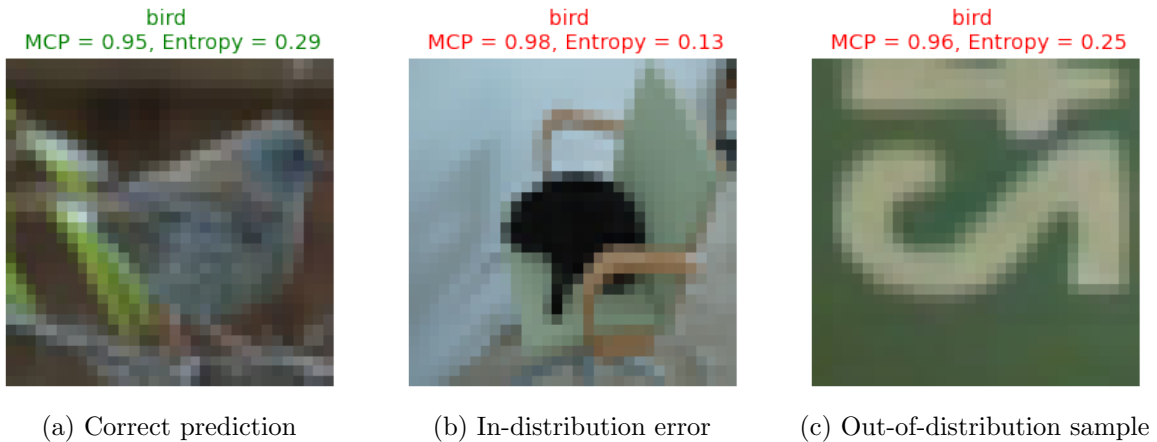 bird
MCP = 0.95, Entropy = 0.29
bird
MCP = 0.98, Entropy = 0.13
bird
MCP = 0.96, Entropy = 0.25
(a) Correct prediction
(b) In-distribution error
(c) Out-of-distribution sample